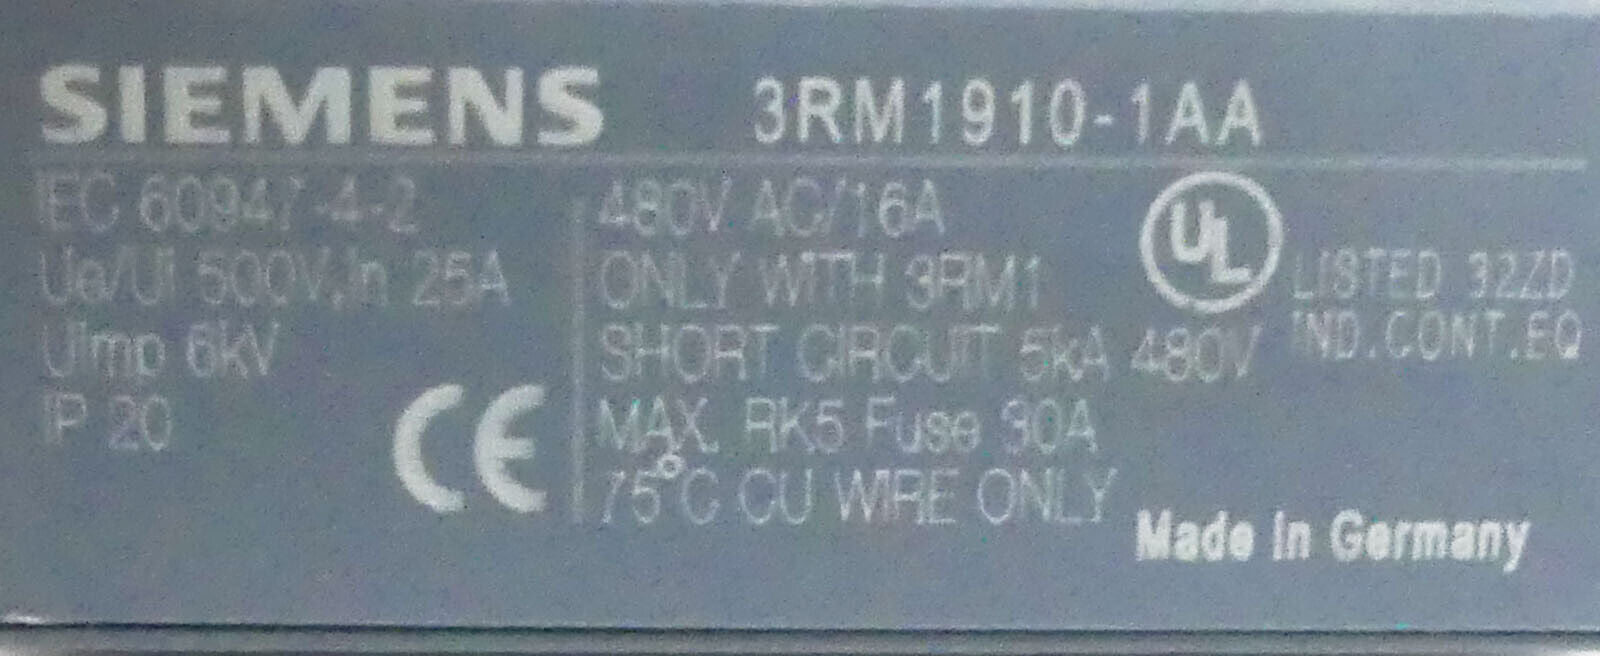 SIEMENS 3RM1910-1AA
IEC 60947-4-2
Ue/Ui 500V,In 25A
Uimp 6kV
IP 20
CE
480V AC/16A
ONLY WITH 3RM1
SHORT CIRCUIT 5kA 480V
MAX. RK5 Fuse 30A
75°C CU WIRE ONLY
UL
LISTED 32ZD
IND.CONT.EQ
Made in Germany